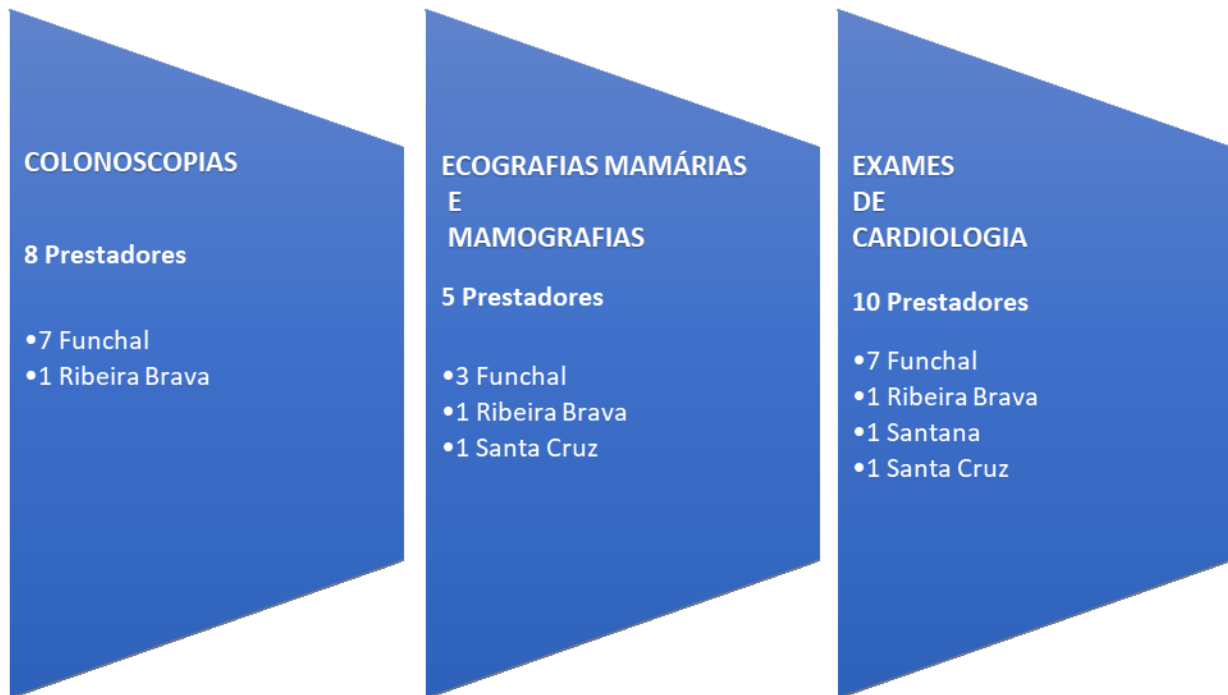 COLONOSCOPIAS
8 Prestadores
•7 Funchal
•1 Ribeira Brava
ECOGRAFIAS MAMÁRIAS
E
MAMOGRAFIAS
5 Prestadores
•3 Funchal
•1 Ribeira Brava
•1 Santa Cruz
EXAMES
DE
CARDIOLOGIA
10 Prestadores
•7 Funchal
•1 Ribeira Brava
•1 Santana
•1 Santa Cruz